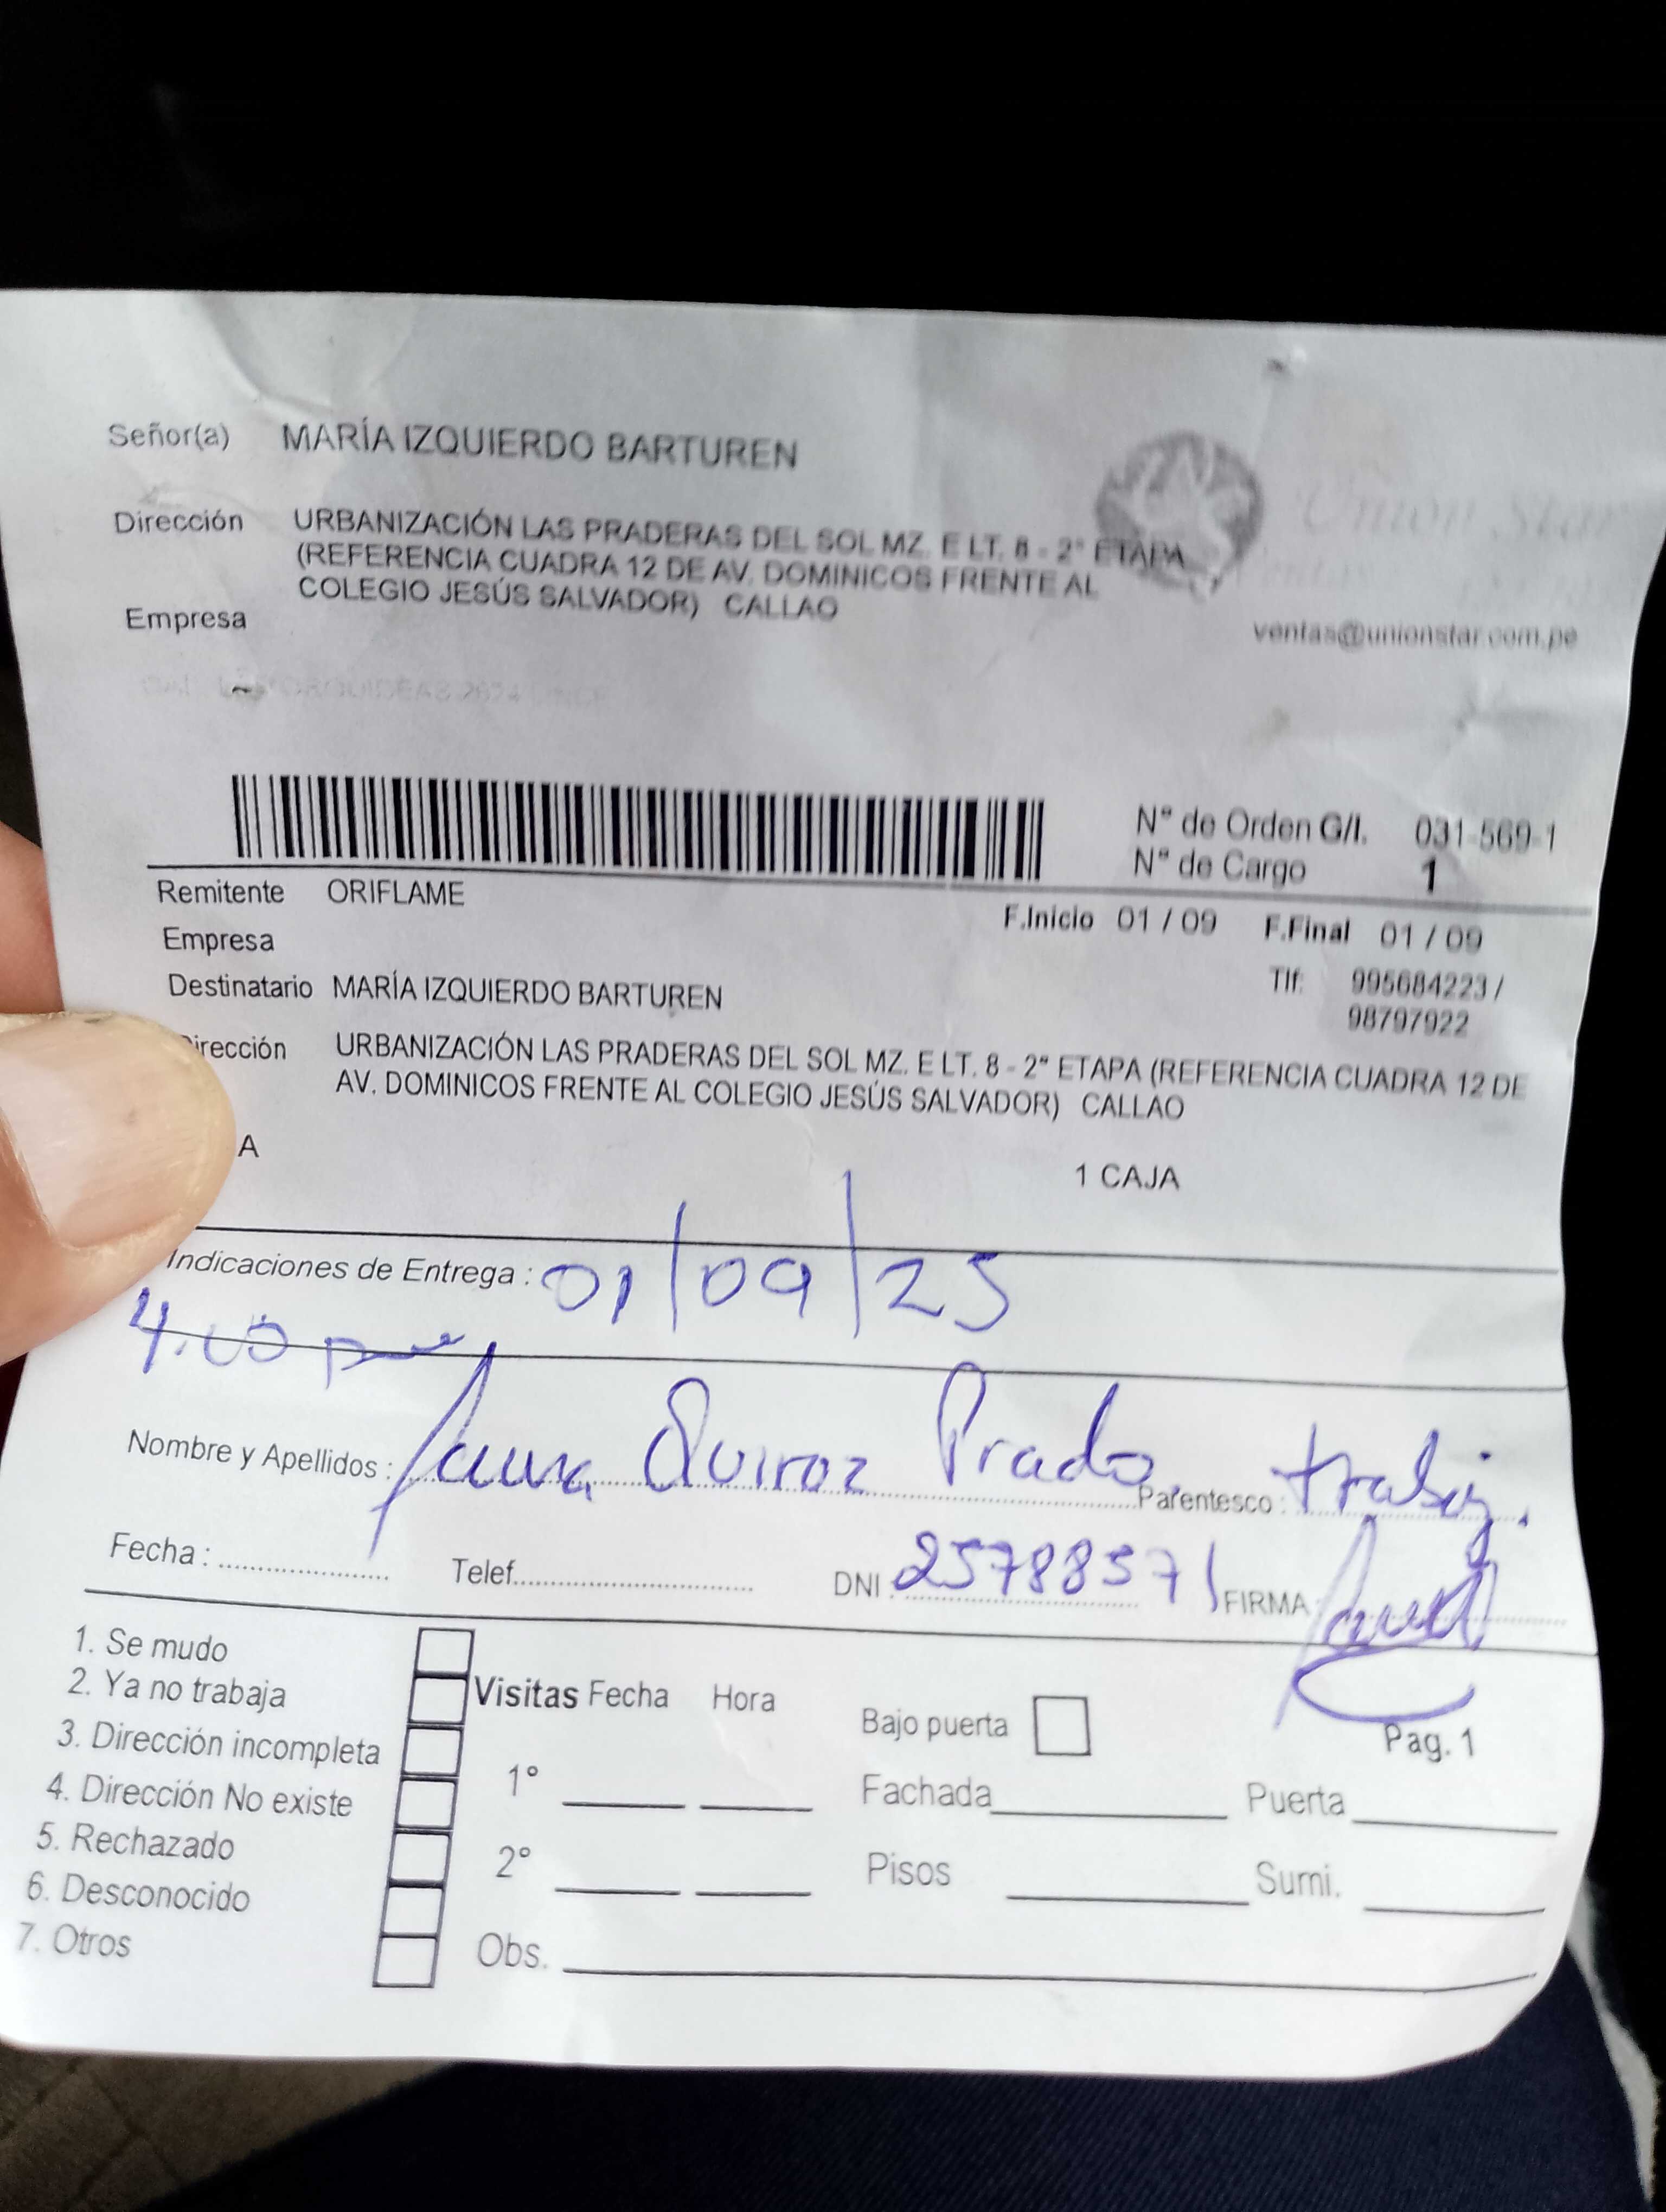 Señor(a) MARÍA IZQUIERDO BARTUREN
Dirección URBANIZACIÓN LAS PRADERAS DEL SOL MZ. E LT. 8 - 2° ETAPA
(REFERENCIA CUADRA 12 DE AV. DOMINICOS FRENTE AL
COLEGIO JESÚS SALVADOR) CALLAO
Union Star
Empresa
ventas@unionstar.com.pe
N° de Orden G/I. 031-569-1
N° de Cargo 1
Remitente ORIFLAME
F.Inicio 01 / 09 F.Final 01 / 09
Empresa
Destinatario MARÍA IZQUIERDO BARTUREN
Tlf: 995684223 /
98797922
irección URBANIZACIÓN LAS PRADERAS DEL SOL MZ. E LT. 8 - 2° ETAPA (REFERENCIA CUADRA 12 DE
AV. DOMINICOS FRENTE AL COLEGIO JESÚS SALVADOR) CALLAO
A
1 CAJA
Indicaciones de Entrega : 01/09/25
Nombre y Apellidos : Quiroz Prado Parentesco : trabaj.
Fecha : Telef. DNI 25788571 FIRMA
1. Se mudo
2. Ya no trabaja
3. Dirección incompleta
4. Dirección No existe
5. Rechazado
6. Desconocido
7. Otros
Visitas Fecha Hora
1°
2°
Obs.
Bajo puerta
Pag. 1
Fachada Puerta
Pisos Sumi.